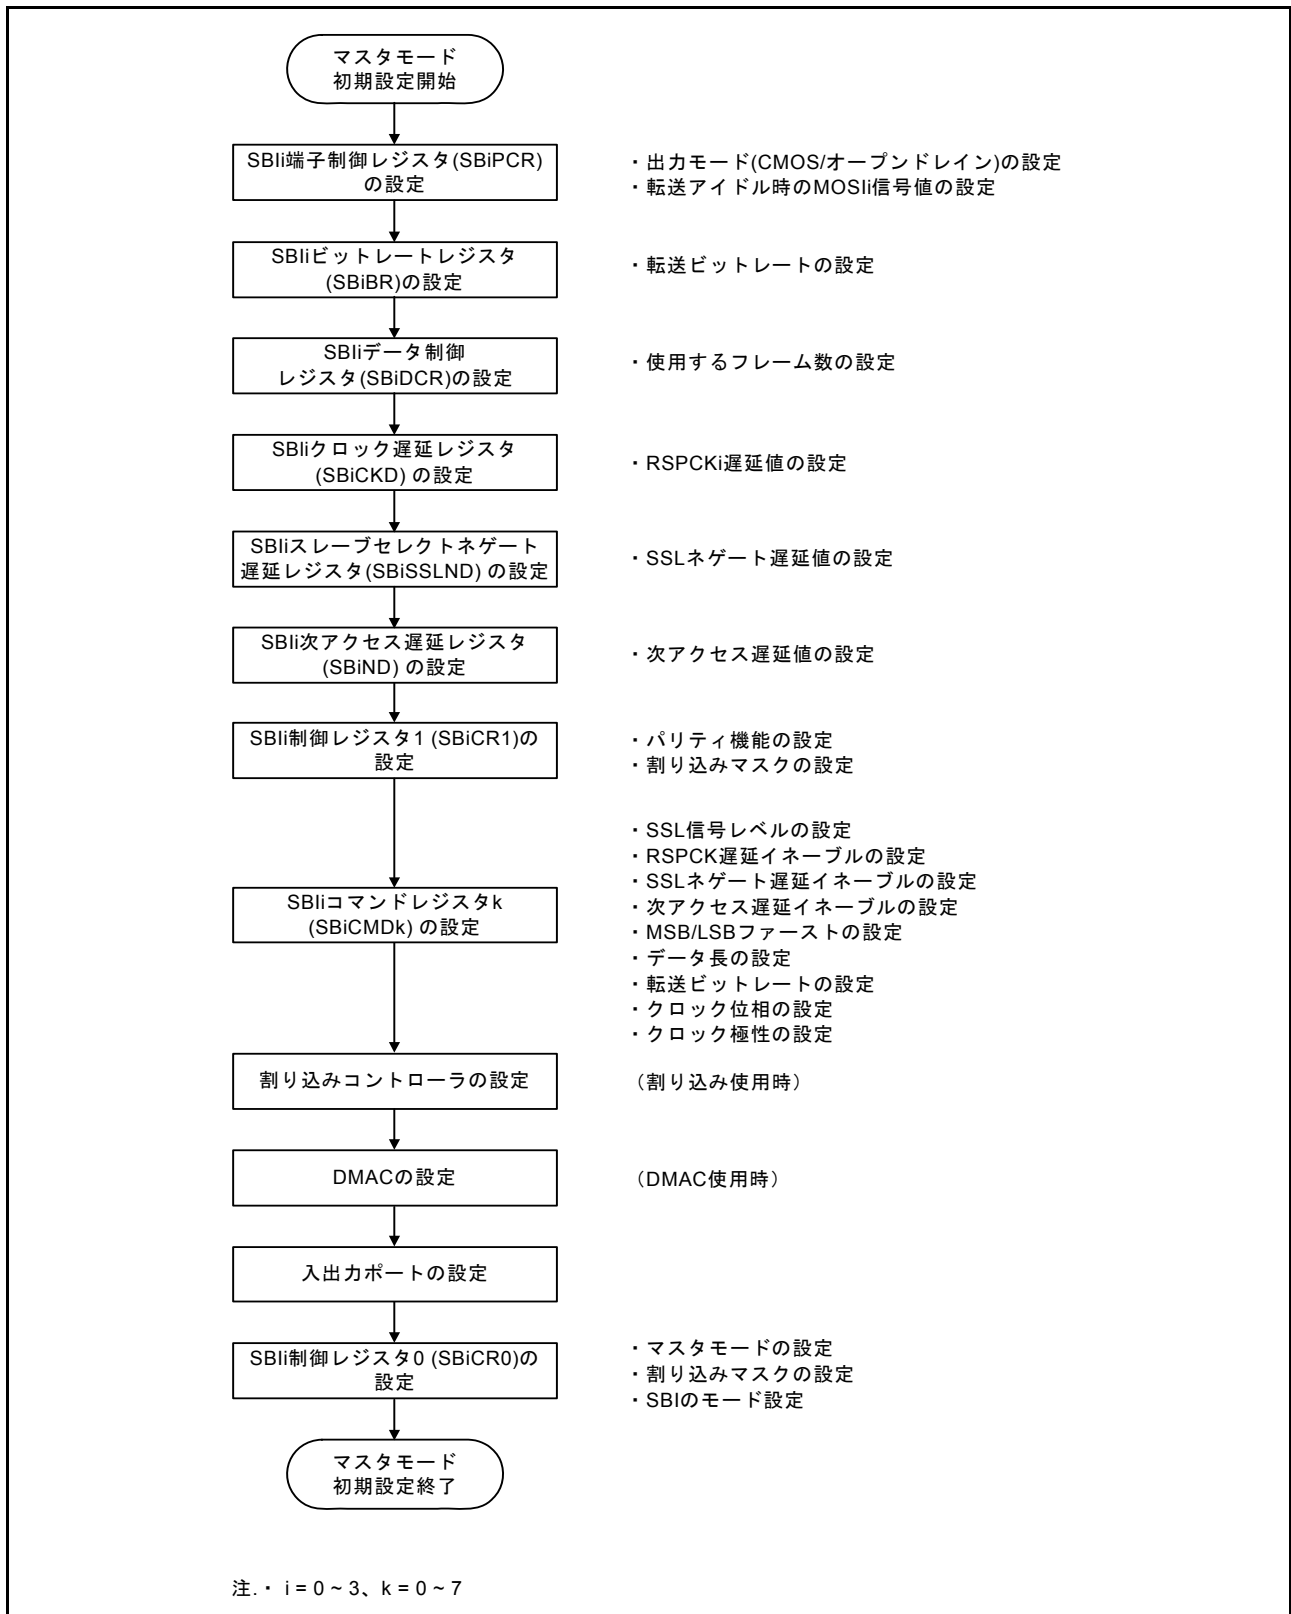 マスタモード
初期設定開始
SBIi端子制御レジスタ(SBiPCR)
の設定
・出力モード(CMOS/オープンドレイン)の設定
・転送アイドル時のMOSIi信号値の設定
SBIiビットレートレジスタ
(SBiBR)の設定
・転送ビットレートの設定
SBIiデータ制御
レジスタ(SBiDCR)の設定
・使用するフレーム数の設定
SBIiクロック遅延レジスタ
(SBiCKD) の設定
・RSPCKi遅延値の設定
SBIiスレーブセレクトネゲート
遅延レジスタ(SBiSSLND) の設定
・SSLネゲート遅延値の設定
SBIi次アクセス遅延レジスタ
(SBiND) の設定
・次アクセス遅延値の設定
SBIi制御レジスタ1 (SBiCR1)の
設定
・パリティ機能の設定
・割り込みマスクの設定
SBIiコマンドレジスタk
(SBiCMDk) の設定
・SSL信号レベルの設定
・RSPCK遅延イネーブルの設定
・SSLネゲート遅延イネーブルの設定
・次アクセス遅延イネーブルの設定
・MSB/LSBファーストの設定
・データ長の設定
・転送ビットレートの設定
・クロック位相の設定
・クロック極性の設定
割り込みコントローラの設定
（割り込み使用時）
DMACの設定
（DMAC使用時）
入出力ポートの設定
SBIi制御レジスタ0 (SBiCR0)の
設定
・マスタモードの設定
・割り込みマスクの設定
・SBIのモード設定
マスタモード
初期設定終了
注.・ i = 0 ~ 3、k = 0 ~ 7